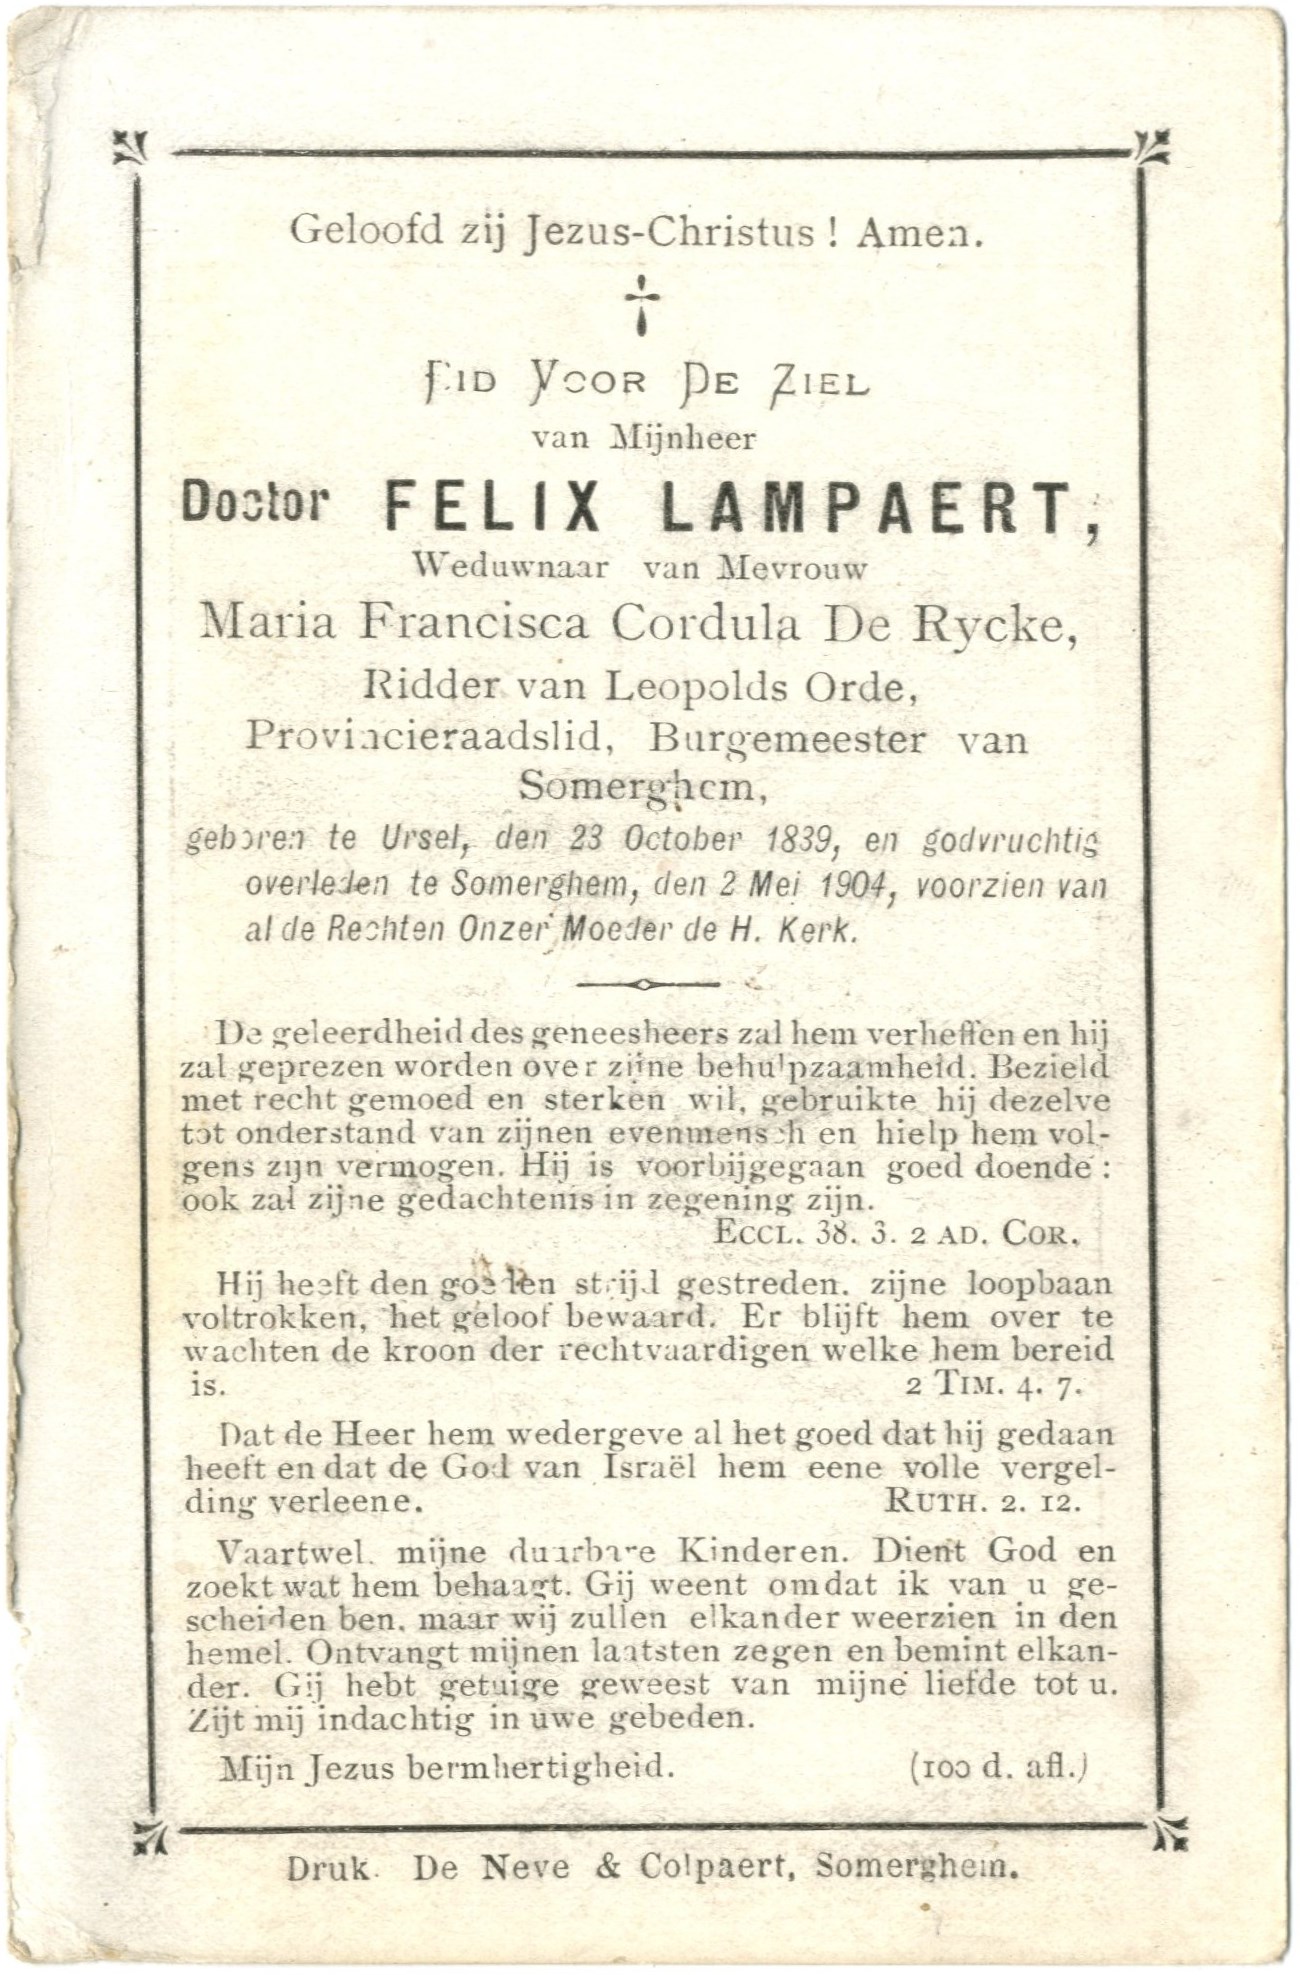 Geloofd zij Jezus-Christus ! Amen.
Bid Voor De Ziel
van Mijnheer
Doctor FELIX LAMPAERT,
Weduwnaar van Mevrouw
Maria Francisca Cordula De Rycke,
Ridder van Leopolds Orde,
Provincieraadslid, Burgemeester van
Somerghem,
geboren te Ursel, den 23 October 1839, en godvruchtig
overleden te Somerghem, den 2 Mei 1904, voorzien van
al de Rechten Onzer Moeder de H. Kerk.
De geleerdheid des geneesheers zal hem verheffen en hij
zal geprezen worden over zijne behulpzaamheid. Bezield
met recht gemoed en sterken wil, gebruikte hij dezelve
tot onderstand van zijnen evenmensch en hielp hem vol-
gens zijn vermogen. Hij is voorbijgegaan goed doende :
ook zal zijne gedachtenis in zegening zijn.
Eccl. 38. 3. 2 ad. Cor.
Hij heeft den goeden strijd gestreden, zijne loopbaan
voltrokken, het geloof bewaard. Er blijft hem over te
wachten de kroon der rechtvaardigen welke hem bereid
is. 2 Tim. 4. 7.
Dat de Heer hem wedergeve al het goed dat hij gedaan
heeft en dat de God van Israël hem eene volle vergel-
ding verleene. Ruth. 2. 12.
Vaartwel, mijne duurbare Kinderen. Dient God en
zoekt wat hem behaagt. Gij weent omdat ik van u ge-
scheiden ben, maar wij zullen elkander weerzien in den
hemel. Ontvangt mijnen laatsten zegen en bemint elkan-
der. Gij hebt getuige geweest van mijne liefde tot u.
Zijt mij indachtig in uwe gebeden.
Mijn Jezus bermhertigheid. (100 d. afl.)
Druk. De Neve & Colpaert, Somerghem.